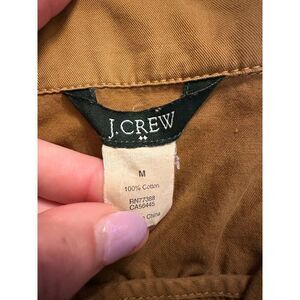 J.CREW
M
100% Cotton
RN77388
CA56445
China